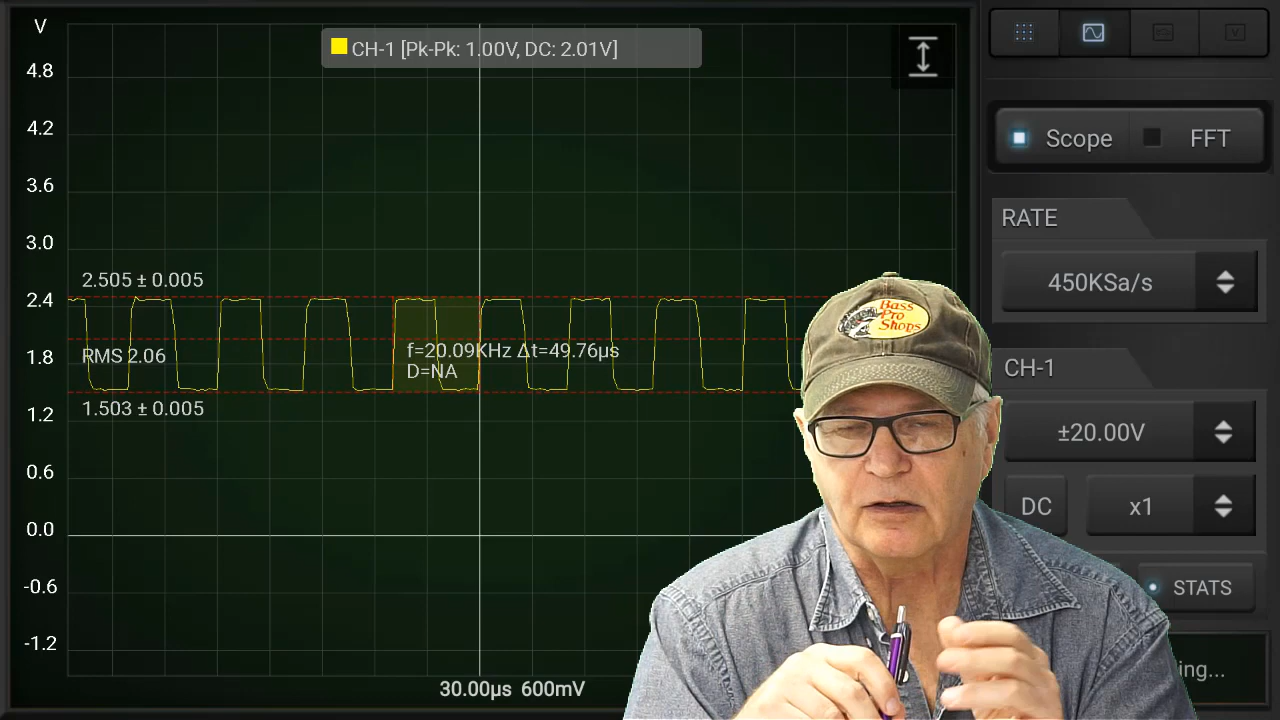 V
CH-1 [Pk-Pk: 1.00V, DC: 2.01V]
4.8
4.2
3.6
3.0
2.4
1.8
1.2
0.6
0.0
-0.6
-1.2
2.505 ± 0.005
RMS 2.06
f=20.09KHz Δt=49.76µs
D=NA
1.503 ± 0.005
30.00µs 600mV
V
Scope
FFT
RATE
450KSa/s
CH-1
±20.00V
DC
x1
STATS
ing...
Bass
Pro
Shops